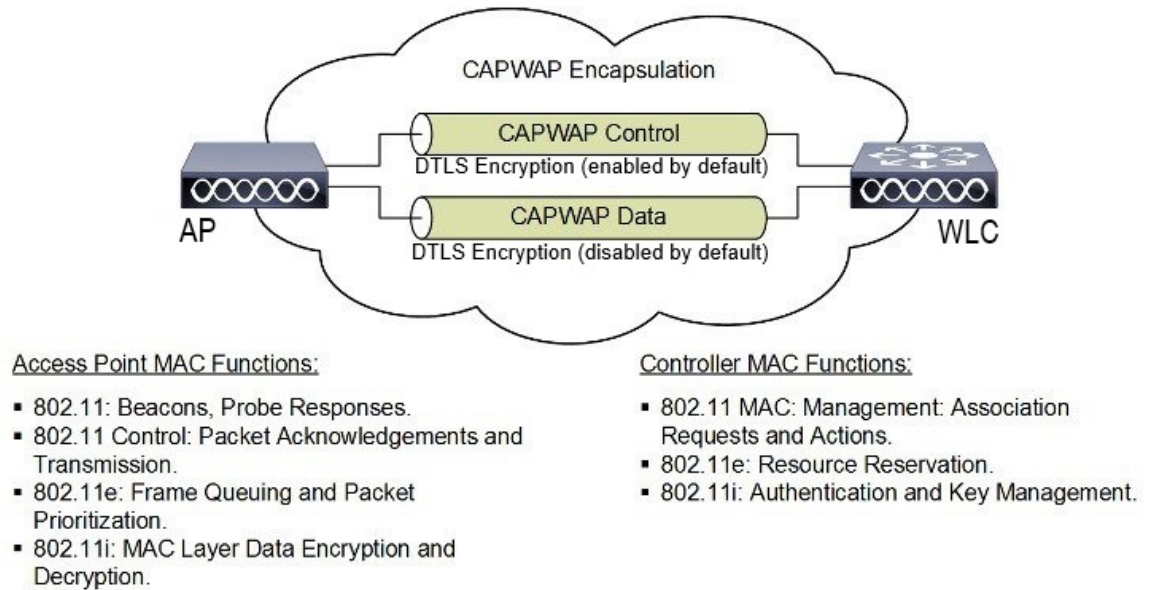 CAPWAP Encapsulation
CAPWAP Control
DTLS Encryption (enabled by default)
AP
CAPWAP Data
WLC
DTLS Encryption (disabled by default)
Access Point MAC Functions:
▪ 802.11: Beacons, Probe Responses.
▪ 802.11 Control: Packet Acknowledgements and
Transmission.
▪ 802.11e: Frame Queuing and Packet
Prioritization.
▪ 802.11i: MAC Layer Data Encryption and
Decryption.
Controller MAC Functions:
▪ 802.11 MAC: Management: Association
Requests and Actions.
▪ 802.11e: Resource Reservation.
▪ 802.11i: Authentication and Key Management.